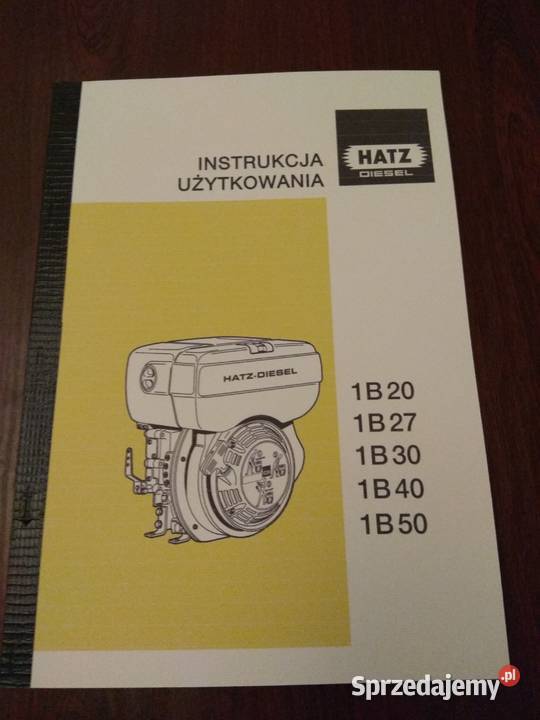 INSTRUKCJA
UŻYTKOWANIA
HATZ
DIESEL
HATZ-DIESEL
1B20
1B27
1B30
1B40
1B50
Sprzedajemy.pl